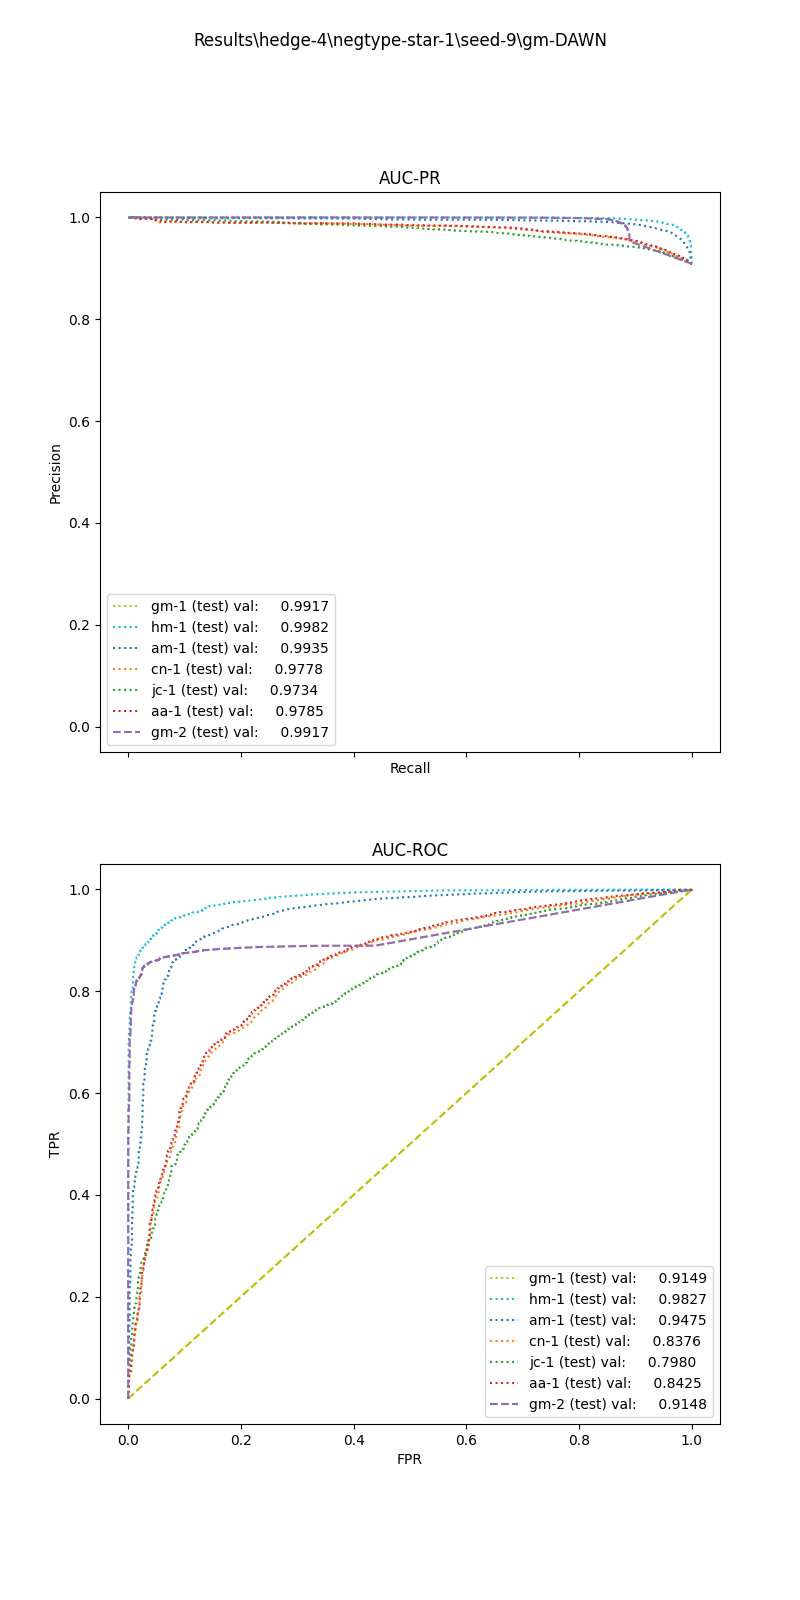 Results\hedge-4\negtype-star-1\seed-9\gm-DAWN
AUC-PR
1.0
0.8
0.6
0.4
0.2
0.0
Precision
gm-1 (test) val: 0.9917
hm-1 (test) val: 0.9982
am-1 (test) val: 0.9935
cn-1 (test) val: 0.9778
jc-1 (test) val: 0.9734
aa-1 (test) val: 0.9785
gm-2 (test) val: 0.9917
Recall
AUC-ROC
1.0
0.8
0.6
0.4
0.2
0.0
TPR
gm-1 (test) val: 0.9149
hm-1 (test) val: 0.9827
am-1 (test) val: 0.9475
cn-1 (test) val: 0.8376
jc-1 (test) val: 0.7980
aa-1 (test) val: 0.8425
gm-2 (test) val: 0.9148
0.0 0.2 0.4 0.6 0.8 1.0
FPR